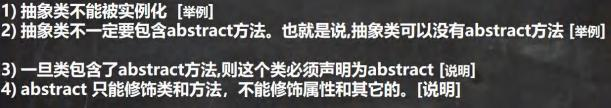 1) 抽象类不能被实例化 [举例]
2) 抽象类不一定要包含abstract方法。也就是说,抽象类可以没有abstract方法 [举例]
3) 一旦类包含了abstract方法,则这个类必须声明为abstract [说明]
4) abstract 只能修饰类和方法，不能修饰属性和其它的。[说明]